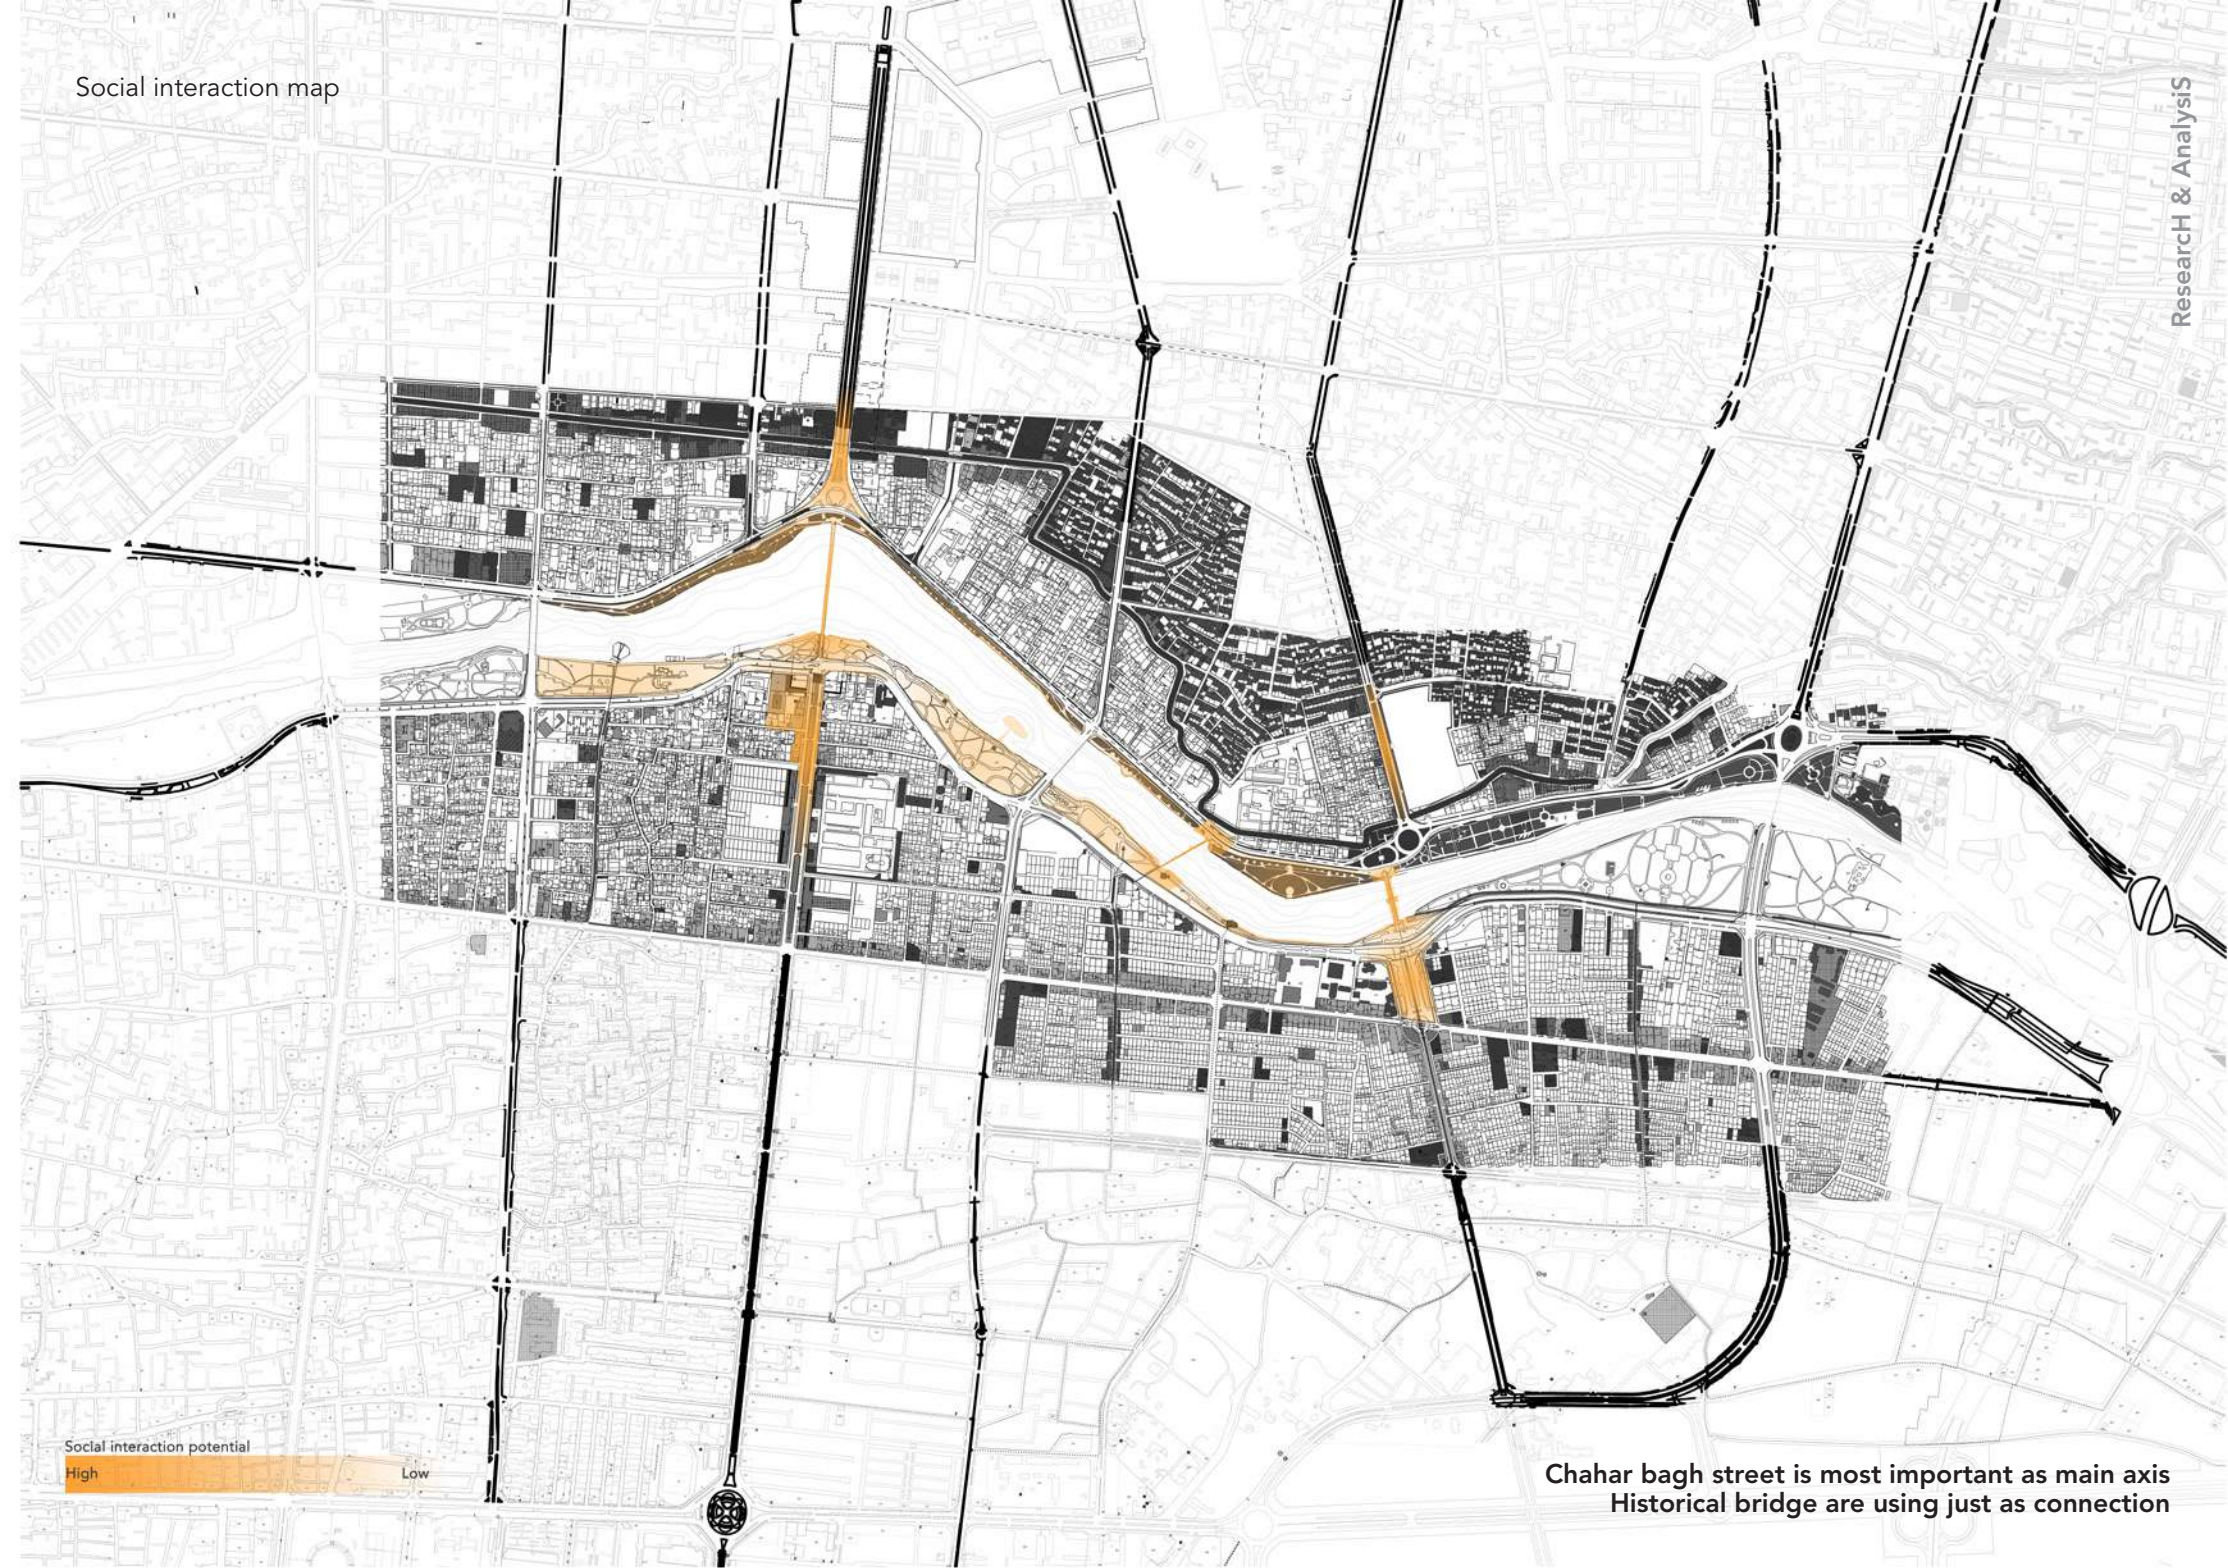 Social interaction map
ResearcH & AnalysiS
Social interaction potential
High
Low
Chahar bagh street is most important as main axis
Historical bridge are using just as connection